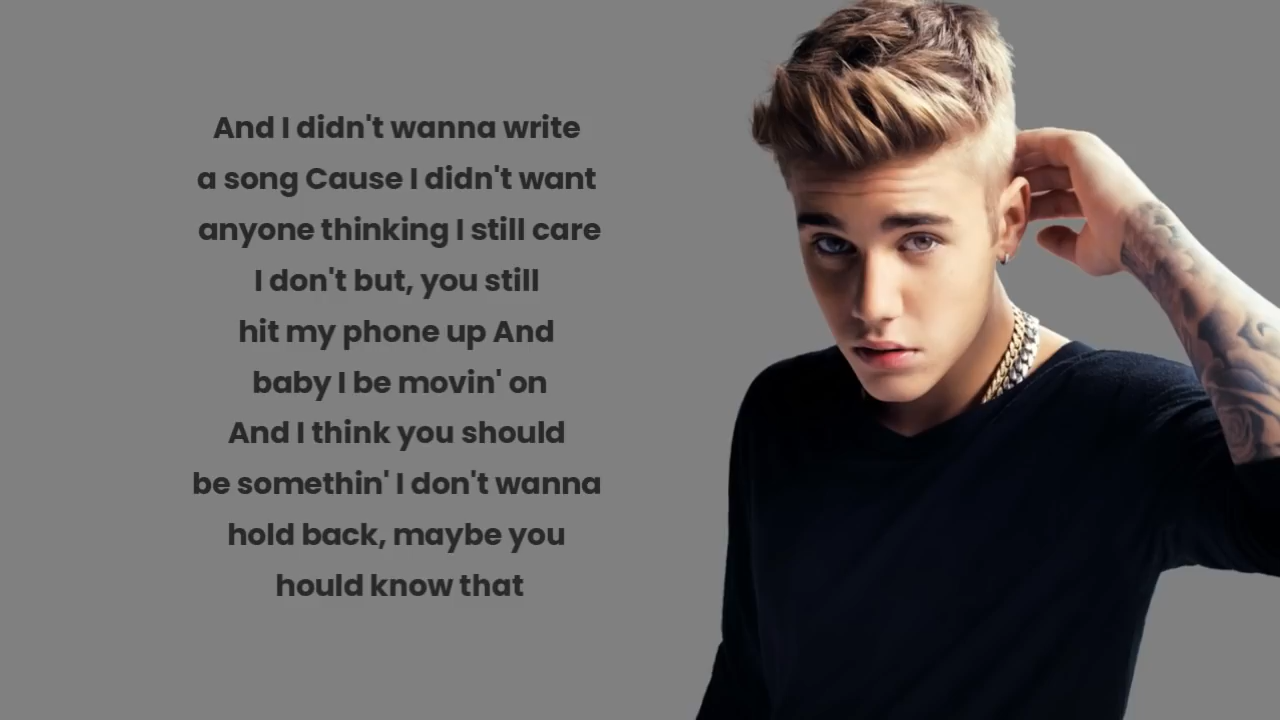 And I didn't wanna write
a song Cause I didn't want
anyone thinking I still care
I don't but, you still
hit my phone up And
baby I be movin' on
And I think you should
be somethin' I don't wanna
hold back, maybe you
hould know that